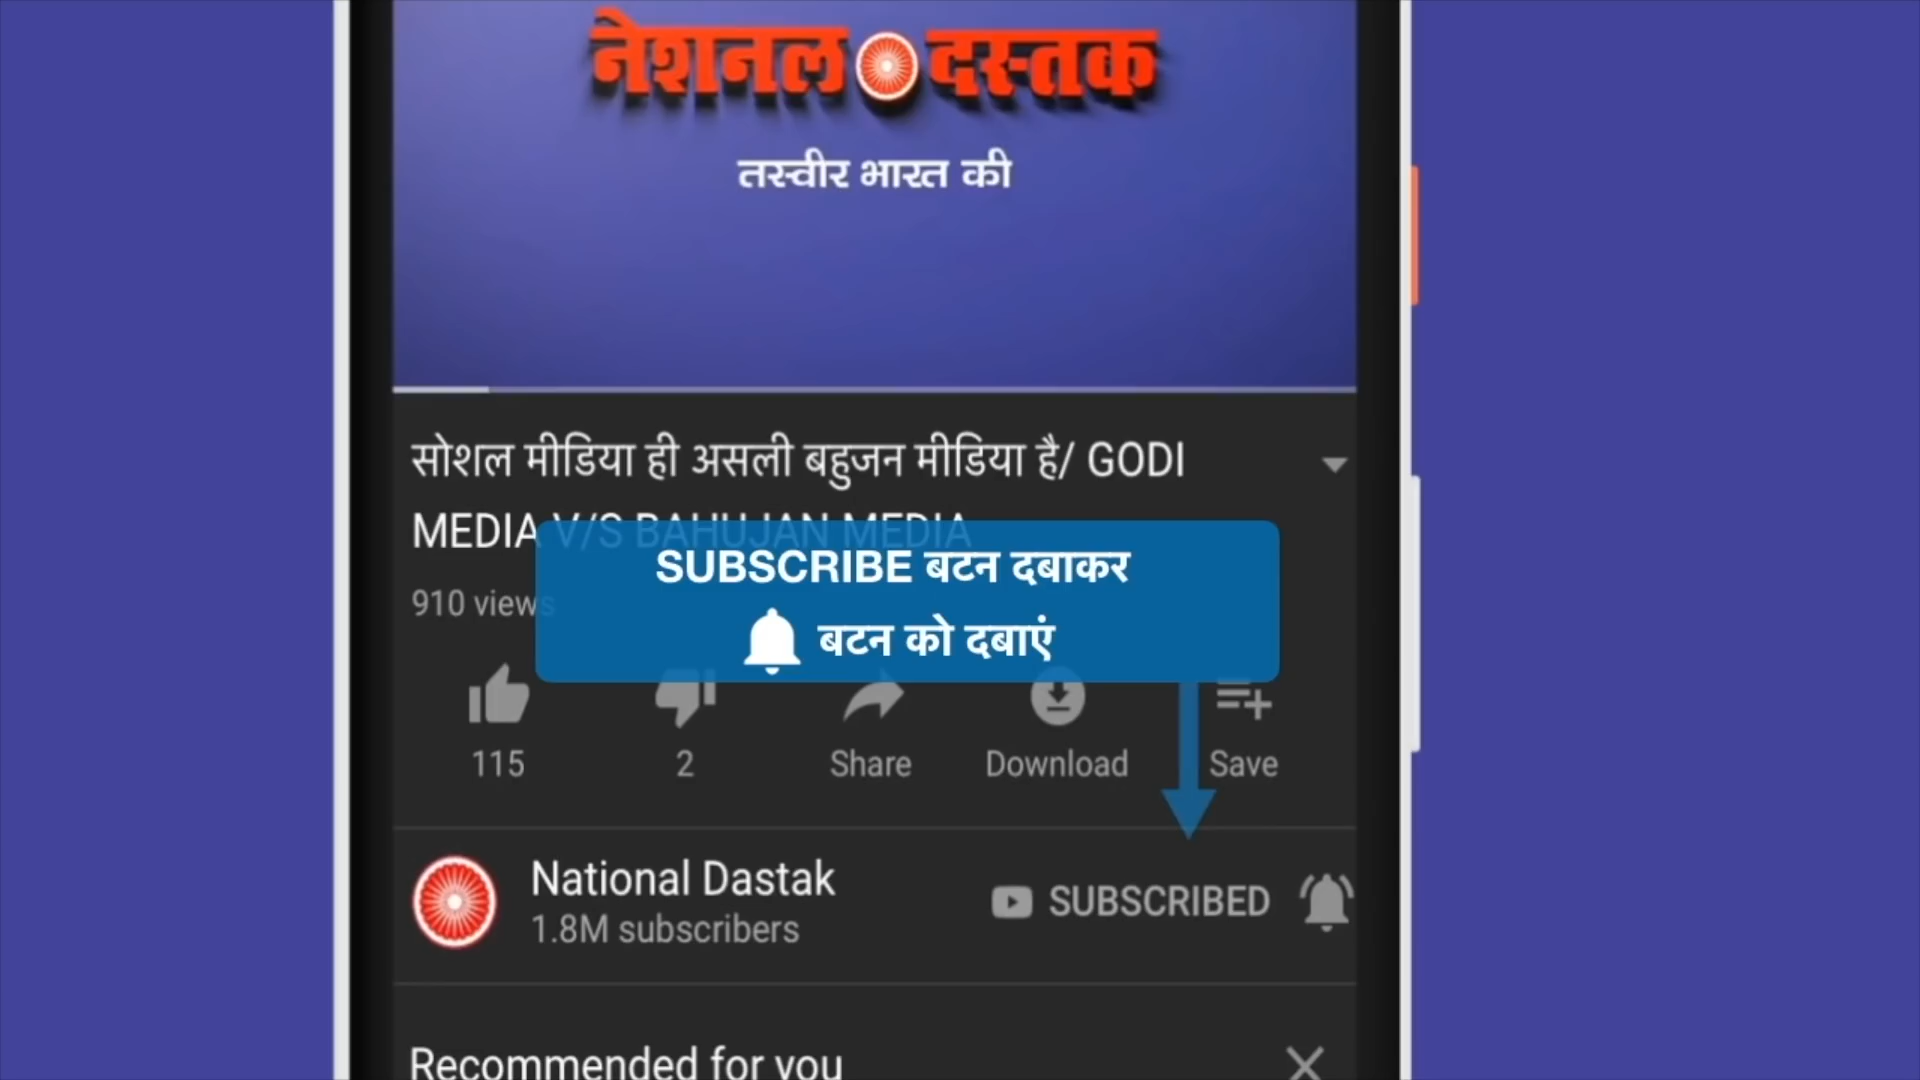 नेशनल दस्तक
तस्वीर भारत की
सोशल मीडिया ही असली बहुजन मीडिया है/ GODI
MEDIA V/S BAHUJAN MEDIA
SUBSCRIBE बटन दबाकर
बटन को दबाएं
910 views
115
2
Share
Download
Save
National Dastak
1.8M subscribers
SUBSCRIBED
Recommended for you